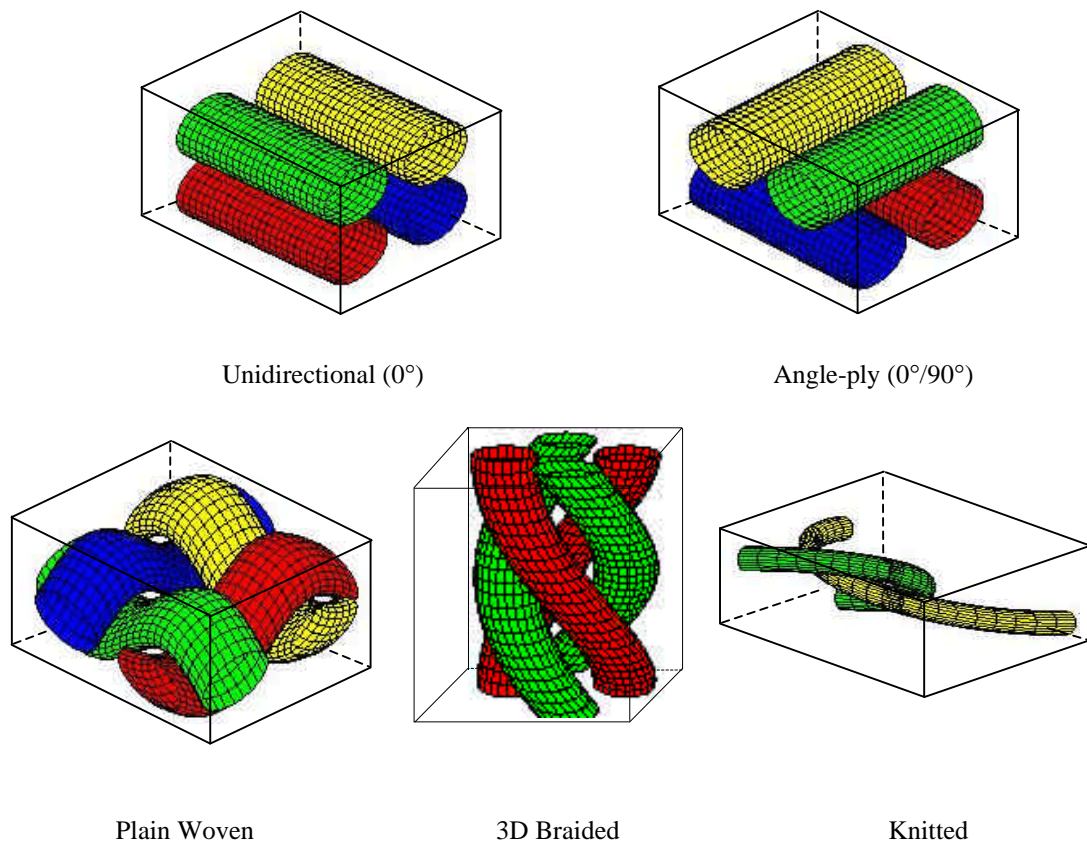 Unidirectional (0°)
Angle-ply (0°/90°)
Plain Woven
3D Braided
Knitted